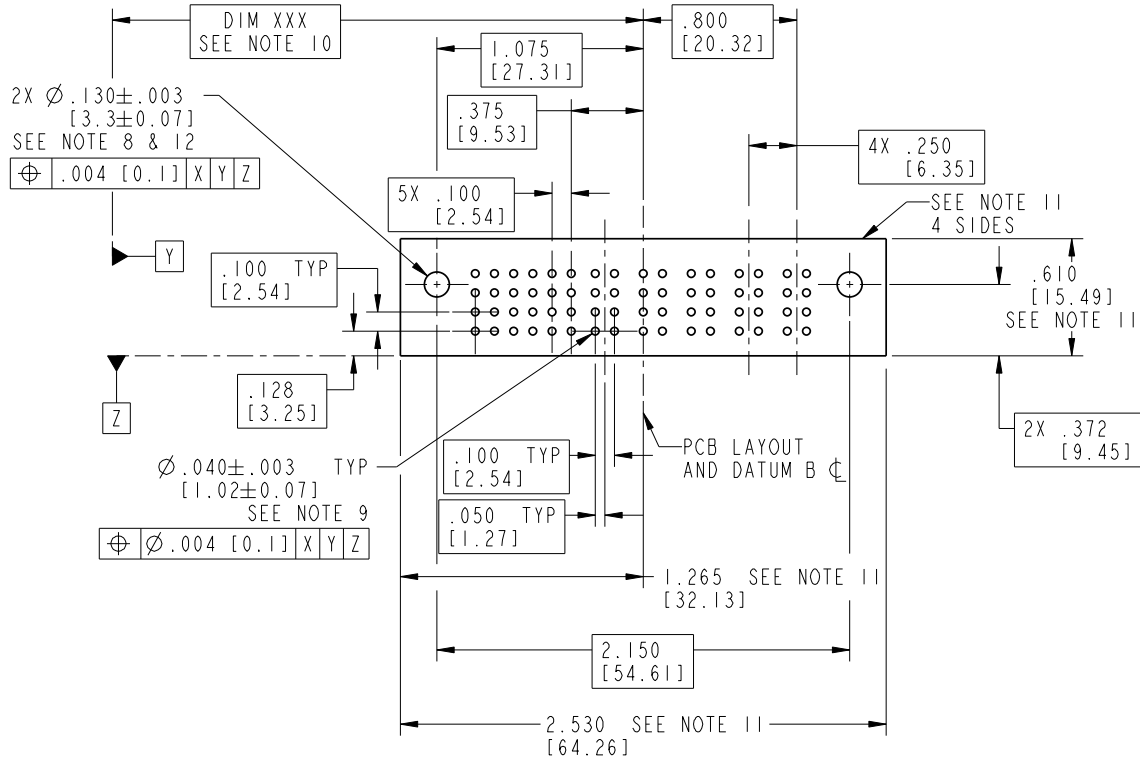 DIM XXX
SEE NOTE 10
.800
[20.32]
1.075
[27.31]
2X Ø .130±.003
[3.3±0.07]
SEE NOTE 8 & 12
⌖ .004 [0.1] X Y Z
.375
[9.53]
4X .250
[6.35]
5X .100
[2.54]
SEE NOTE 11
4 SIDES
Y
.100 TYP
[2.54]
.610
[15.49]
SEE NOTE 11
.128
[3.25]
Z
2X .372
[9.45]
PCB LAYOUT
AND DATUM B ℄
.100 TYP
[2.54]
Ø .040±.003 TYP
[1.02±0.07]
SEE NOTE 9
⌖ Ø .004 [0.1] X Y Z
.050 TYP
[1.27]
1.265 SEE NOTE 11
[32.13]
2.150
[54.61]
2.530 SEE NOTE 11
[64.26]